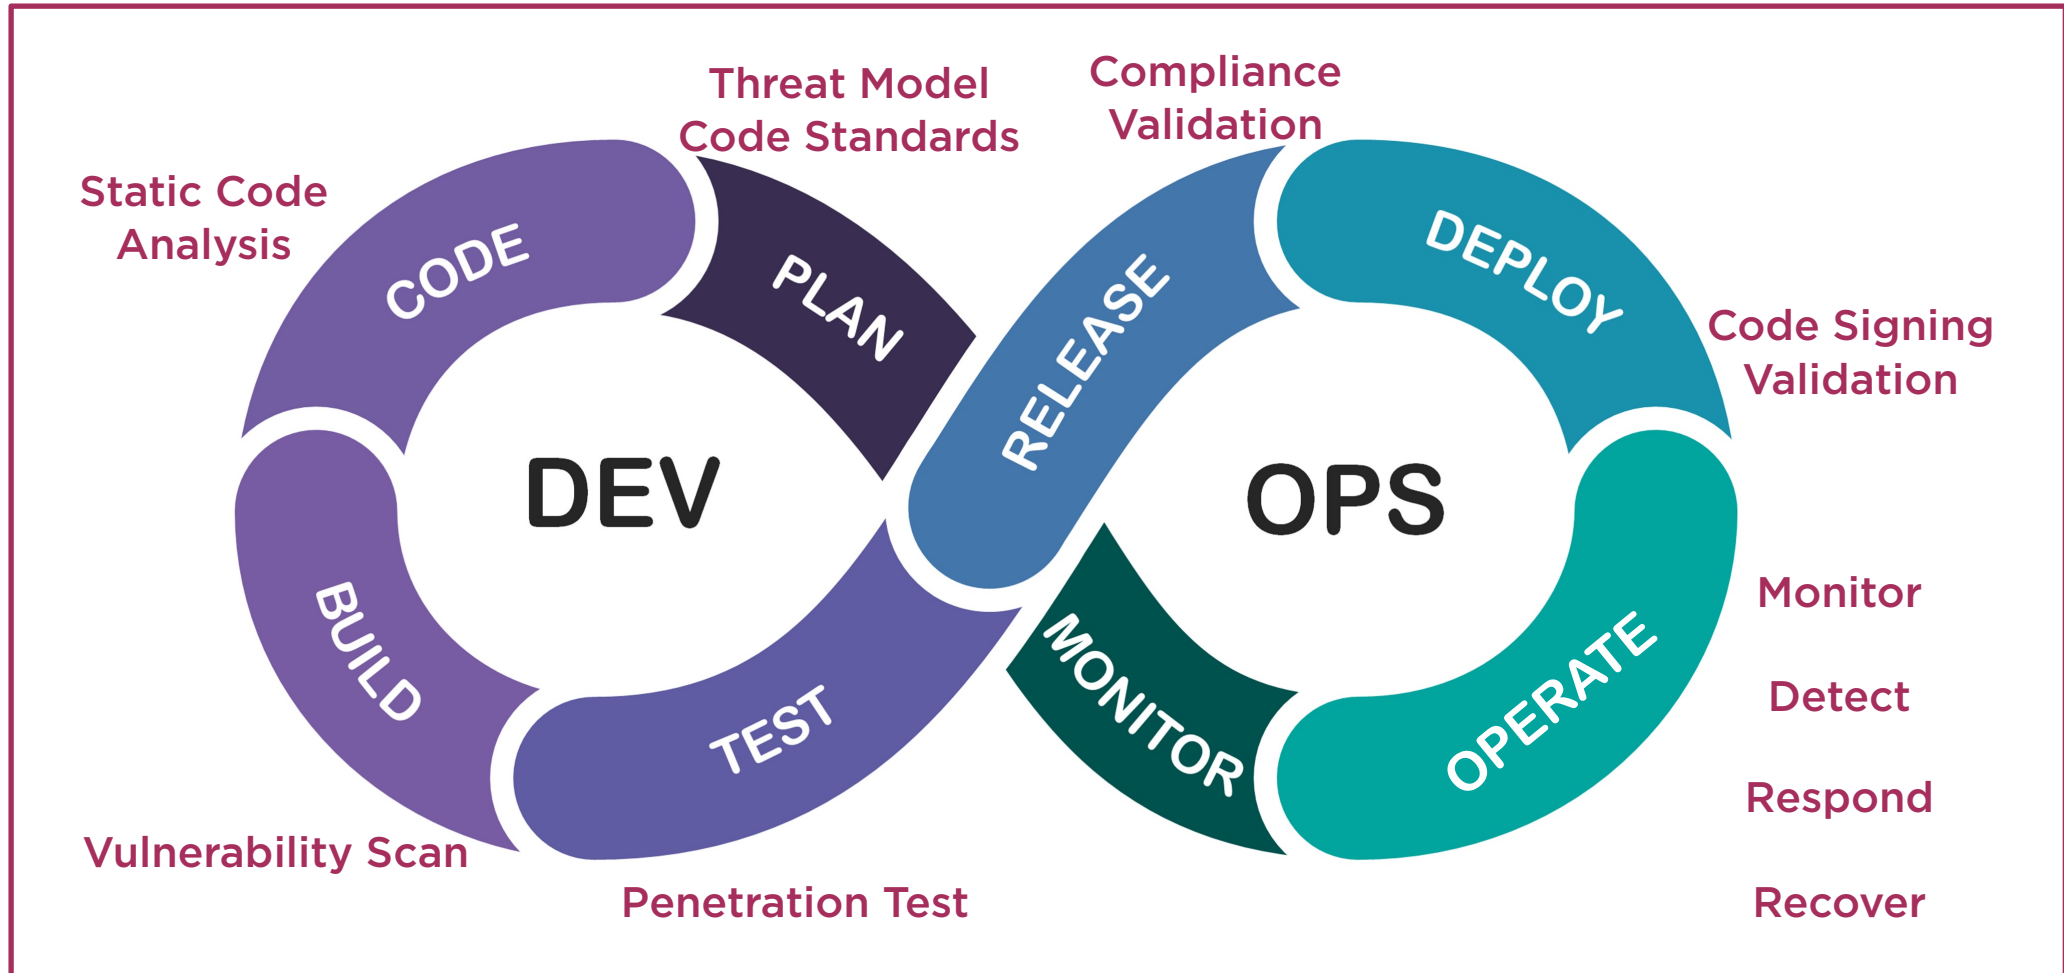 Threat Model
Code Standards
Compliance
Validation
Static Code
Analysis
CODE
PLAN
RELEASE
DEPLOY
Code Signing
Validation
DEV
OPS
BUILD
TEST
MONITOR
OPERATE
Monitor
Detect
Respond
Recover
Vulnerability Scan
Penetration Test